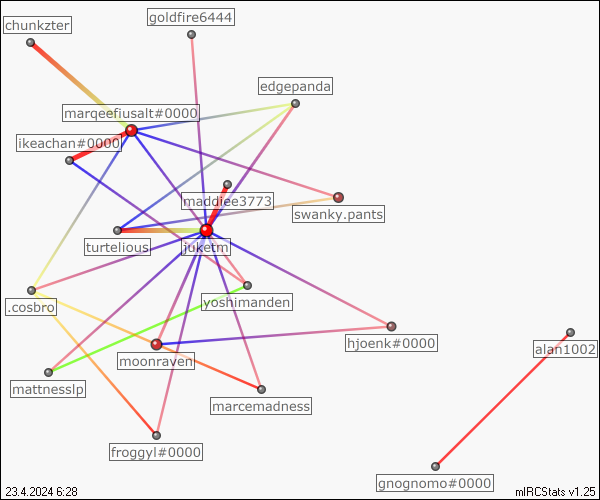 goldfire6444
chunkzter
edgepanda
marqeefiusalt#0000
ikeachan#0000
maddiee3773
swanky.pants
turtelious
juketm
yoshimanden
.cosbro
hjoenk#0000
alan1002
moonraven
mattnesslp
marcemadness
froggyl#0000
gnognomo#0000
23.4.2024 6:28
mIRCStats v1.25